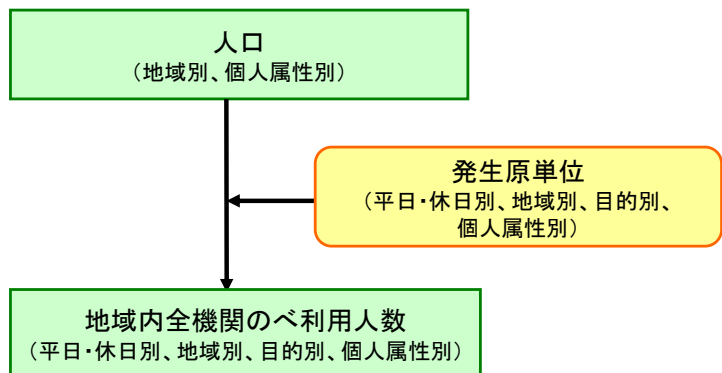 人口
(地域別、個人属性別)
発生原単位
(平日・休日別、地域別、目的別、
個人属性別)
地域内全機関のべ利用人数
(平日・休日別、地域別、目的別、個人属性別)